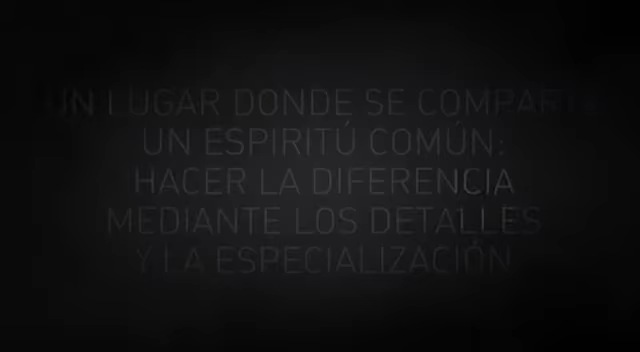 UN LUGAR DONDE SE COMPARTE
UN ESPIRITÚ COMÚN:
HACER LA DIFERENCIA
MEDIANTE LOS DETALLES
Y LA ESPECIALIZACIÓN